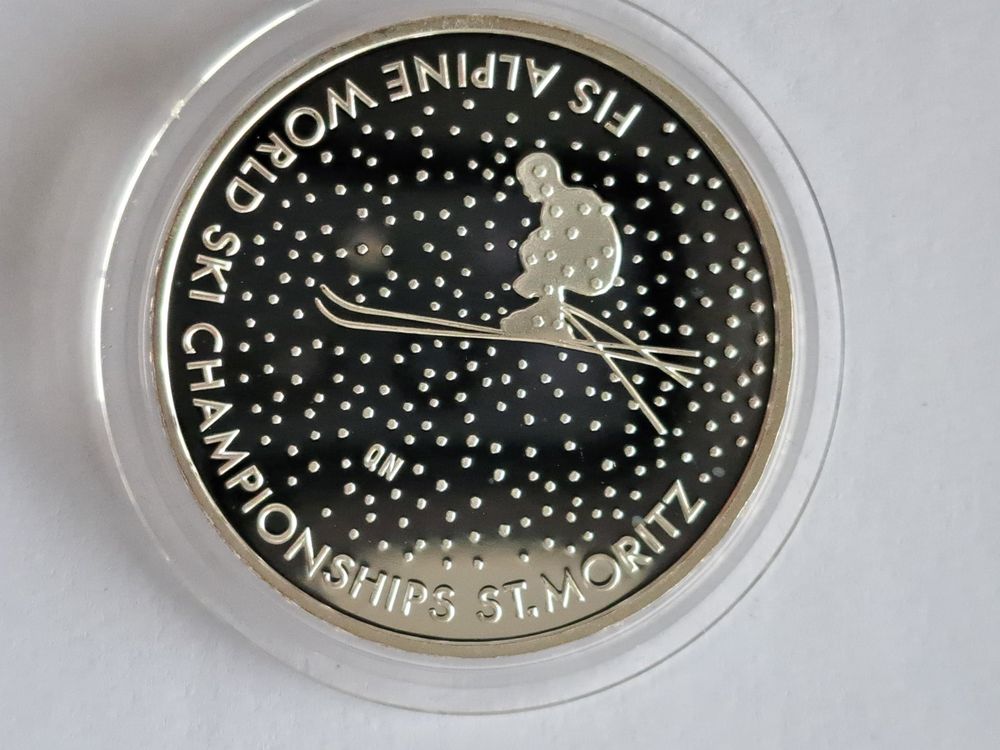 FIS ALPINE WORLD SKI CHAMPIONSHIPS ST. MORITZ
QN